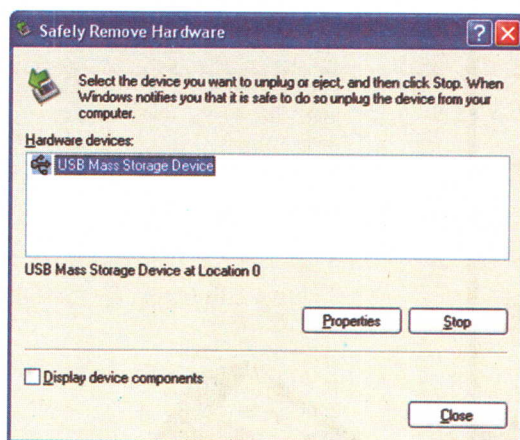 Safely Remove Hardware
Select the device you want to unplug or eject, and then click Stop. When
Windows notifies you that it is safe to do so unplug the device from your
computer.
Hardware devices:
USB Mass Storage Device
USB Mass Storage Device at Location 0
Properties
Stop
Display device components
Close